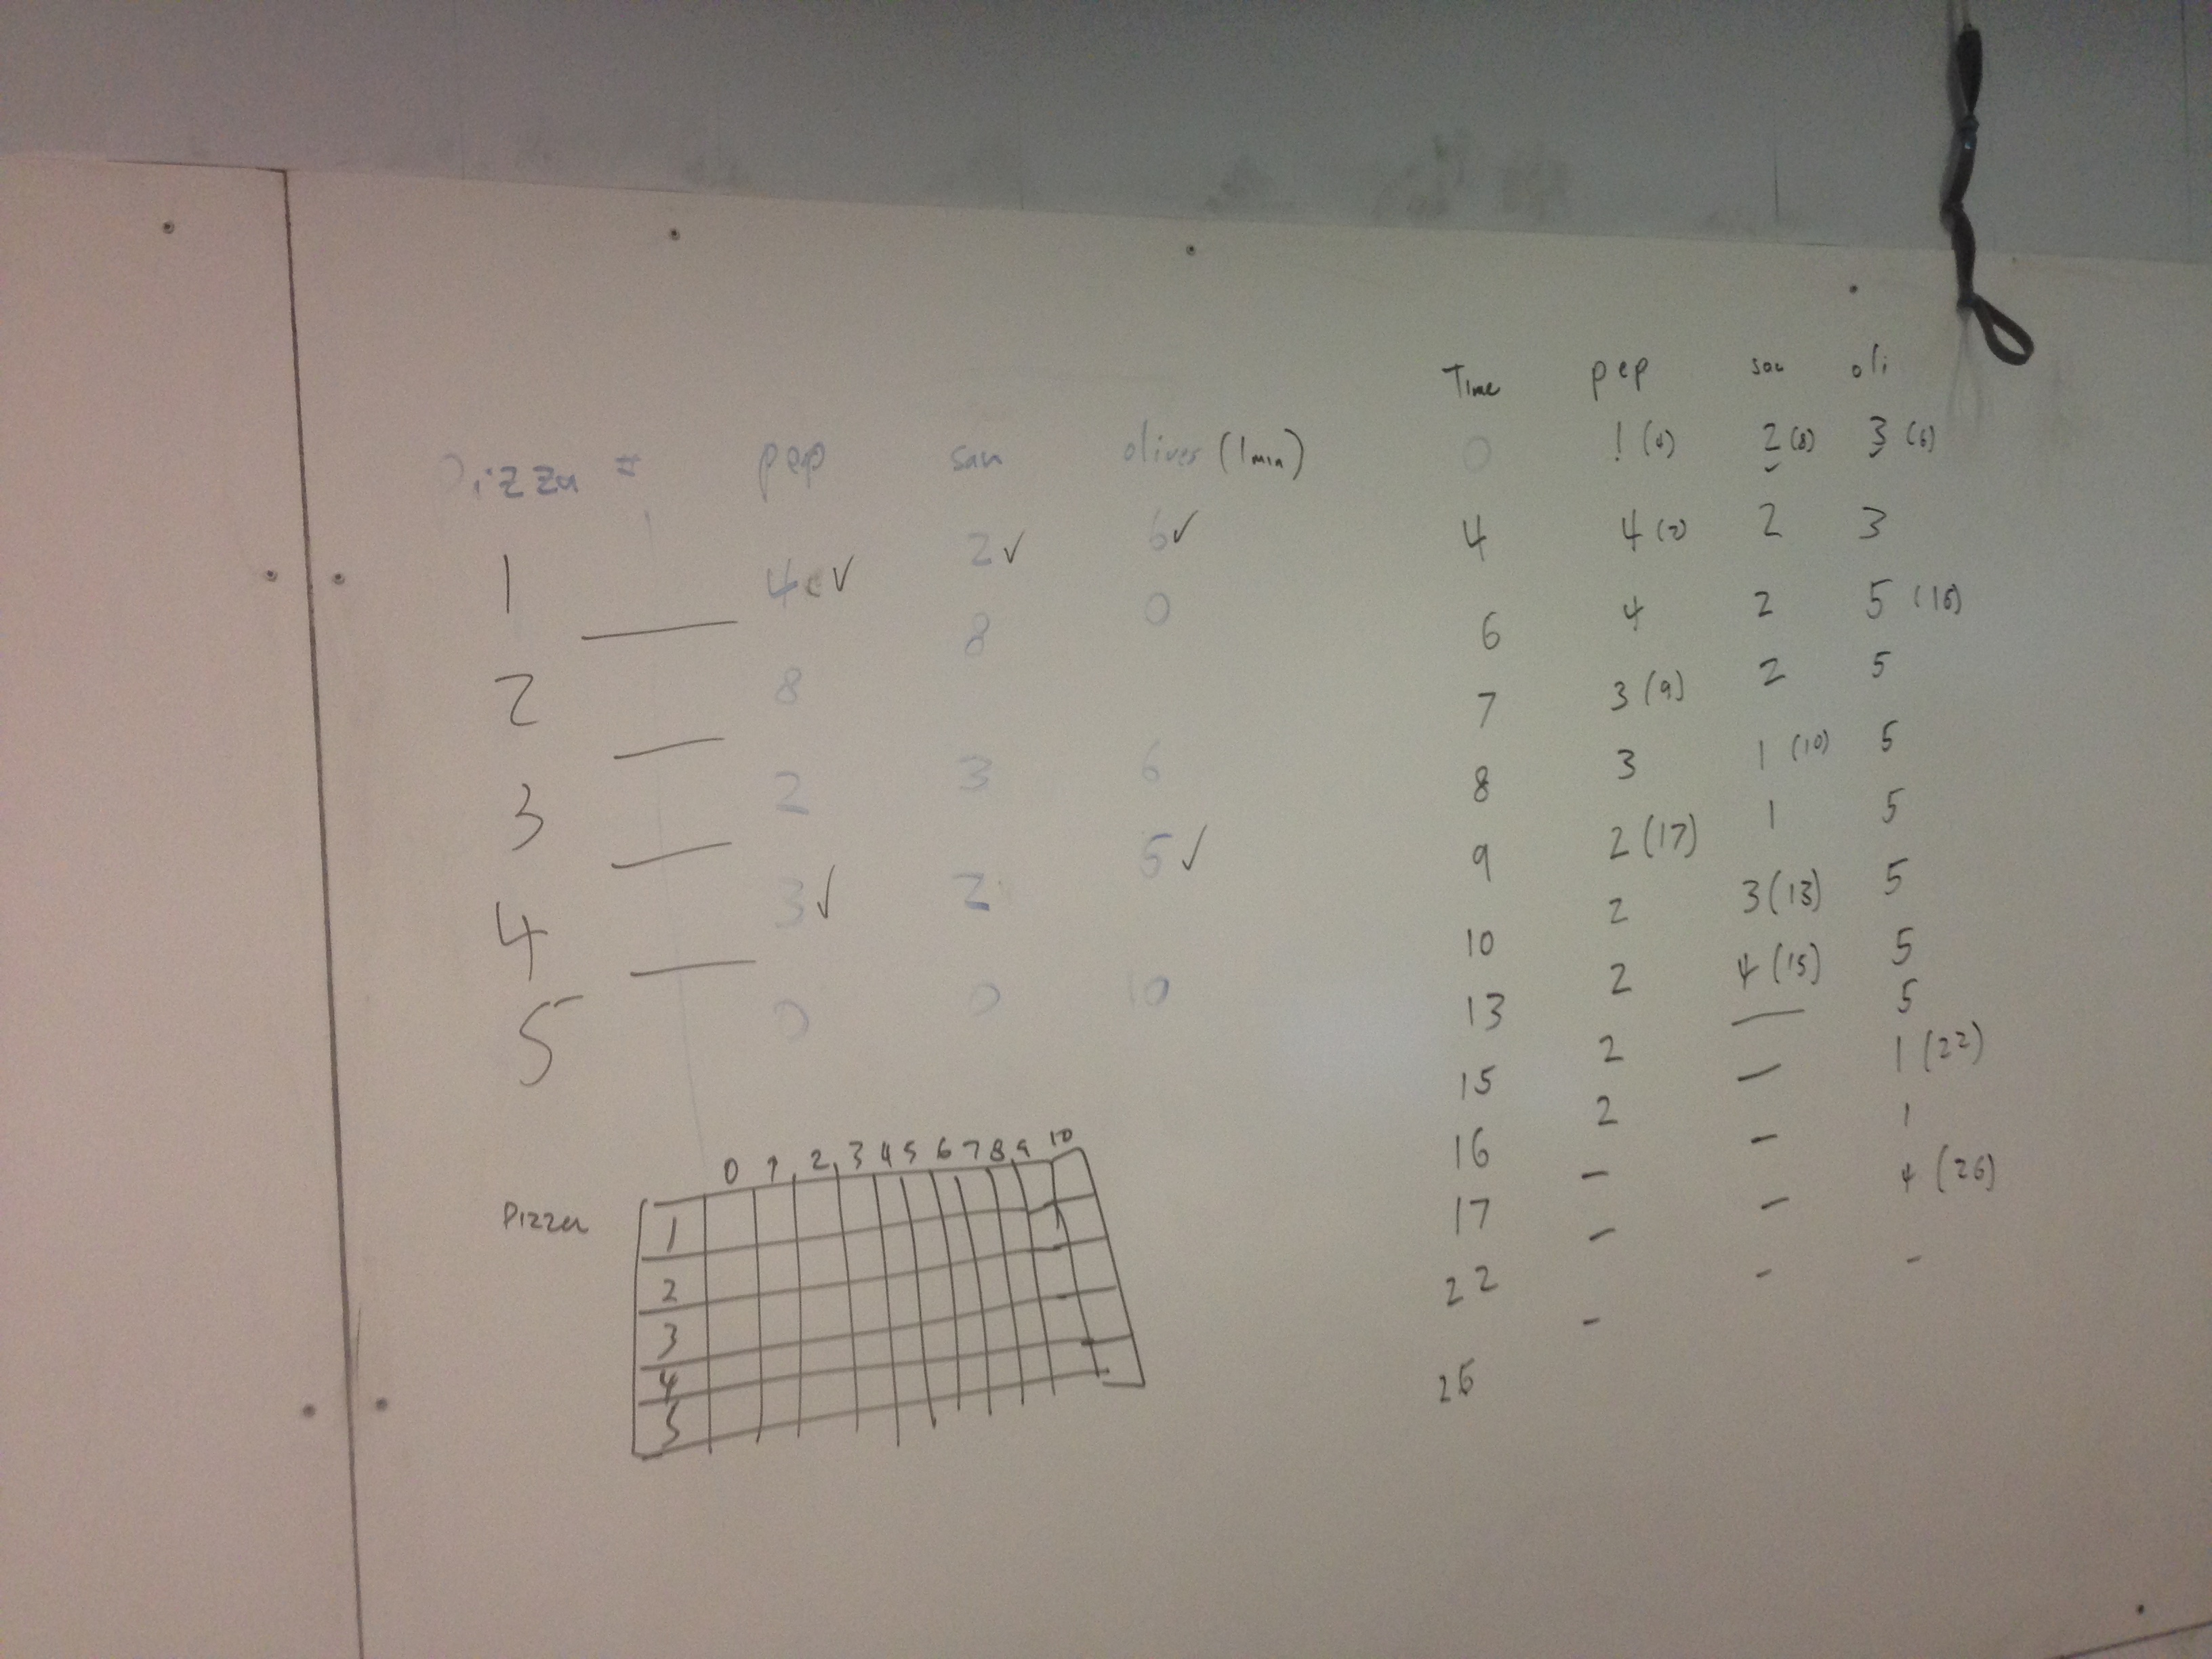 pizza # pep sau olives (1min)
1 4 ✓ 2 ✓ 6 ✓
2 8 8 0
3 2 3 6
4 3 ✓ 2 5 ✓
5 0 0 10
0 1 2 3 4 5 6 7 8 9 10
Pizza
1
2
3
4
5
Time pep sau oli
0 1 (4) 2 (8) 3 (6)
4 4 (7) 2 3
6 4 2 5 (16)
7 3 (9) 2 5
8 3 1 (10) 5
9 2 (17) 1 5
10 2 3 (13) 5
13 2 4 (15) 5
15 2 — 5
16 2 — 1 (22)
17 – – 1
22 – – 4 (26)
26 – – –